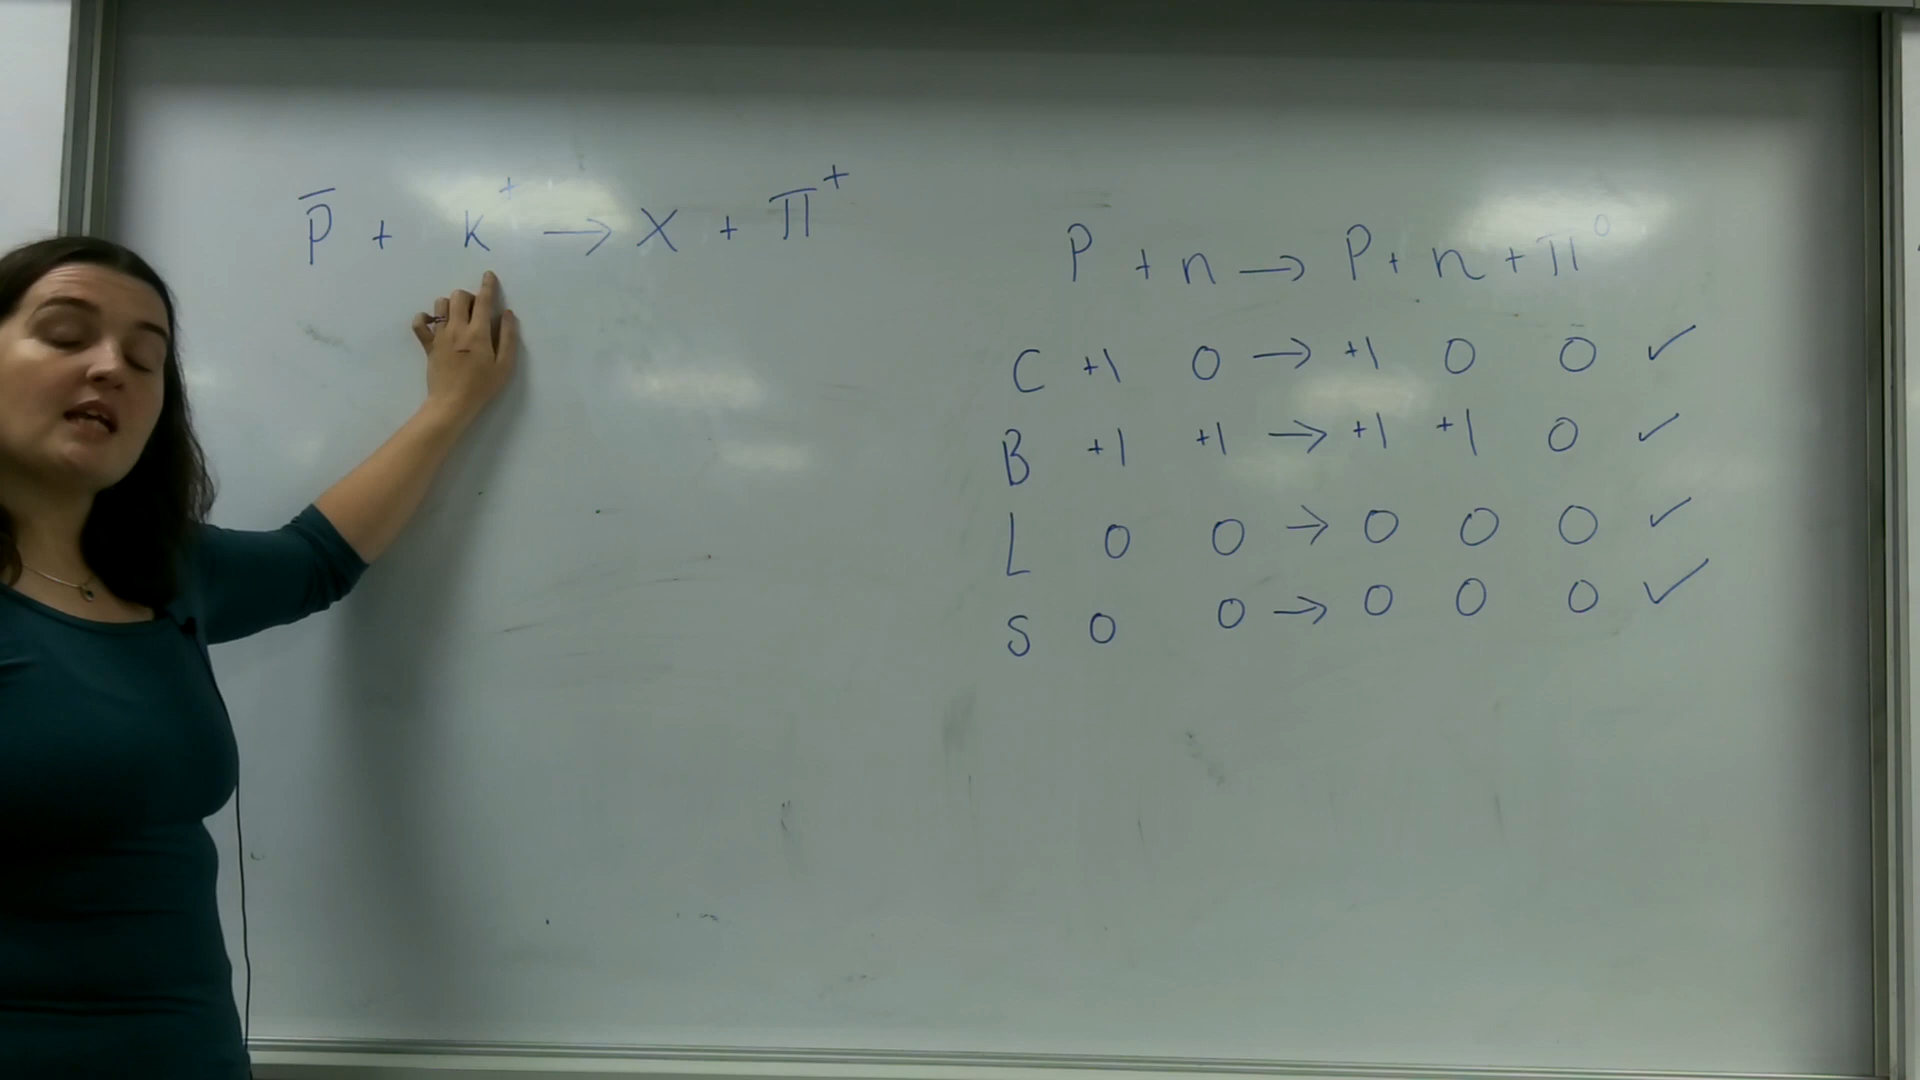 p̄ + k⁺ → X + π⁺
P + n → P + n + π⁰
C +1 0 → +1 0 0 ✓
B +1 +1 → +1 +1 0 ✓
L 0 0 → 0 0 0 ✓
S 0 0 → 0 0 0 ✓